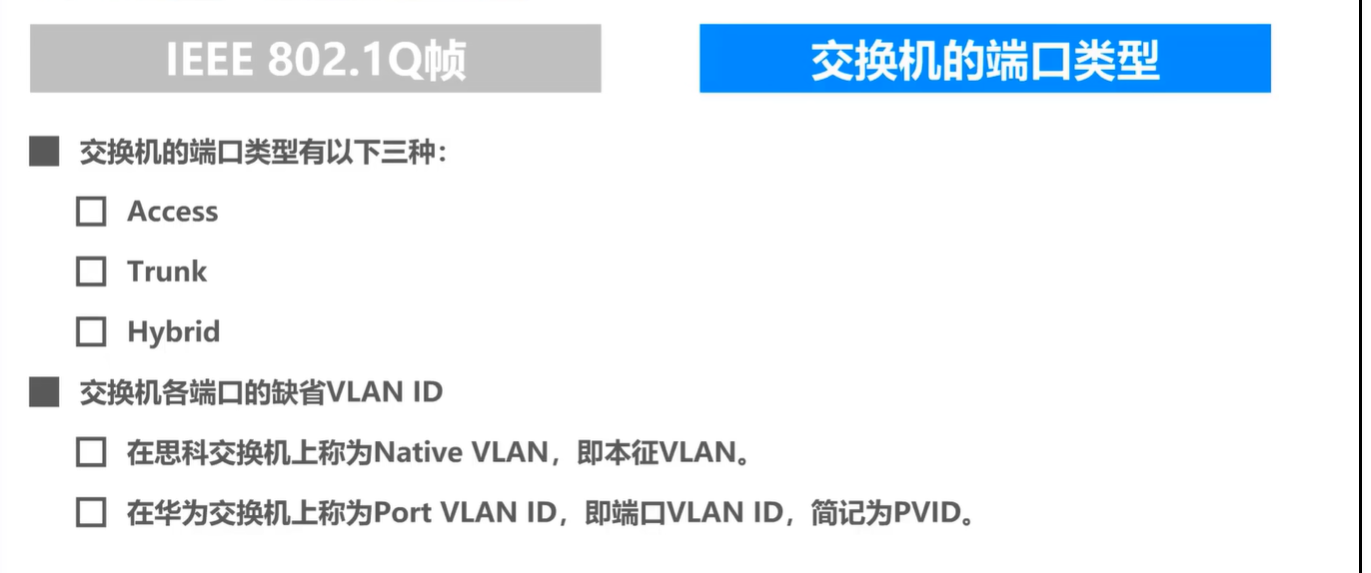 IEEE 802.1Q帧
交换机的端口类型
交换机的端口类型有以下三种：
Access
Trunk
Hybrid
交换机各端口的缺省VLAN ID
在思科交换机上称为Native VLAN，即本征VLAN。
在华为交换机上称为Port VLAN ID，即端口VLAN ID，简记为PVID。